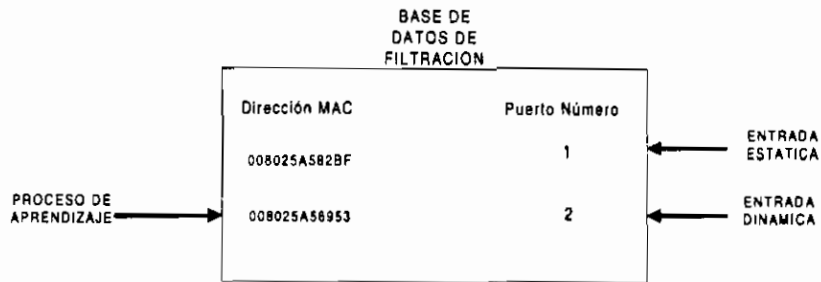 BASE DE
DATOS DE
FILTRACION
Dirección MAC
Puerto Número
008025A582BF
1
ENTRADA
ESTATICA
PROCESO DE
APRENDIZAJE
008025A56953
2
ENTRADA
DINAMICA